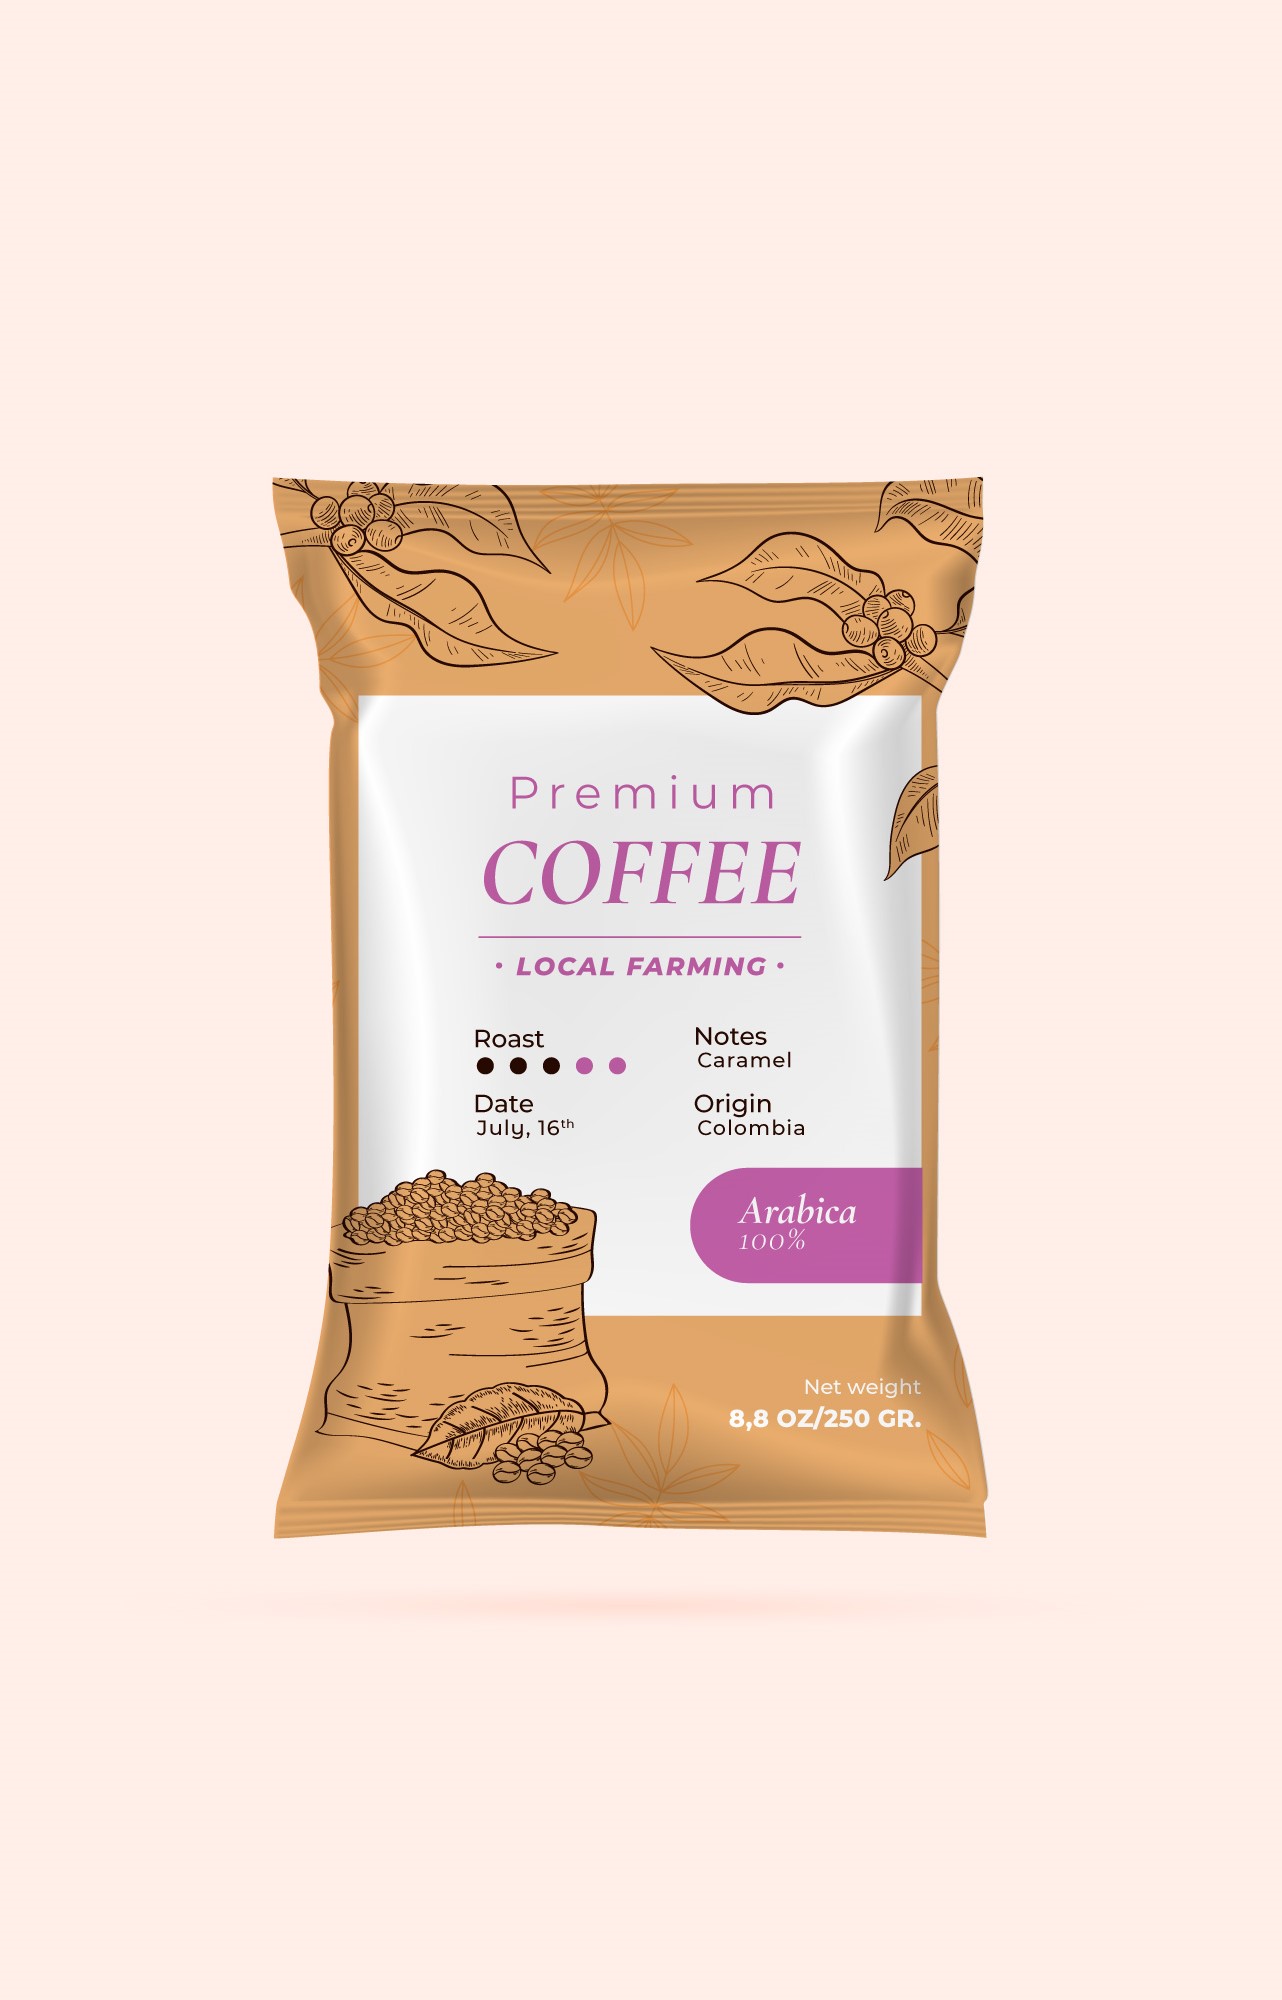 Premium
COFFEE
• LOCAL FARMING •
Roast
Date
July, 16th
Notes
Caramel
Origin
Colombia
Arabica
100%
Net weight
8,8 OZ/250 GR.